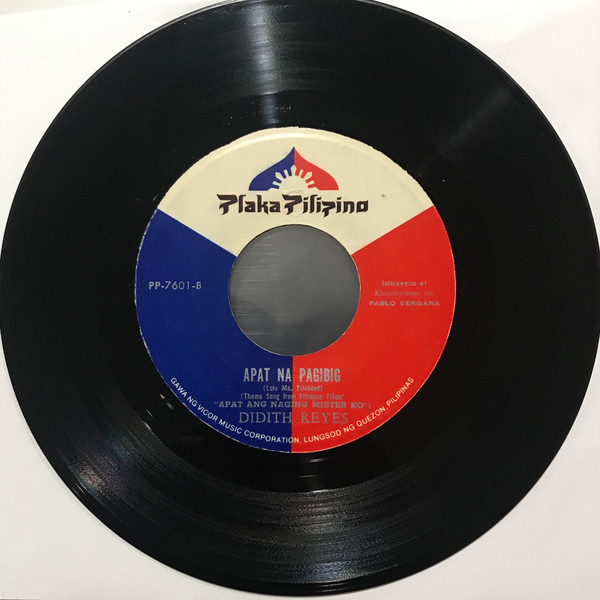 Plaka Pilipino
PP-7601-B
Isinaayos at
Kinumpasan ni:
PABLO VERGARA
APAT NA PAGIBIG
(Theme Song from Films'
"APAT ANG NAGING MISTER KO")
DIDITH REYES
GAWA NG VICOR MUSIC CORPORATION, LUNGSOD NG QUEZON, PILIPINAS